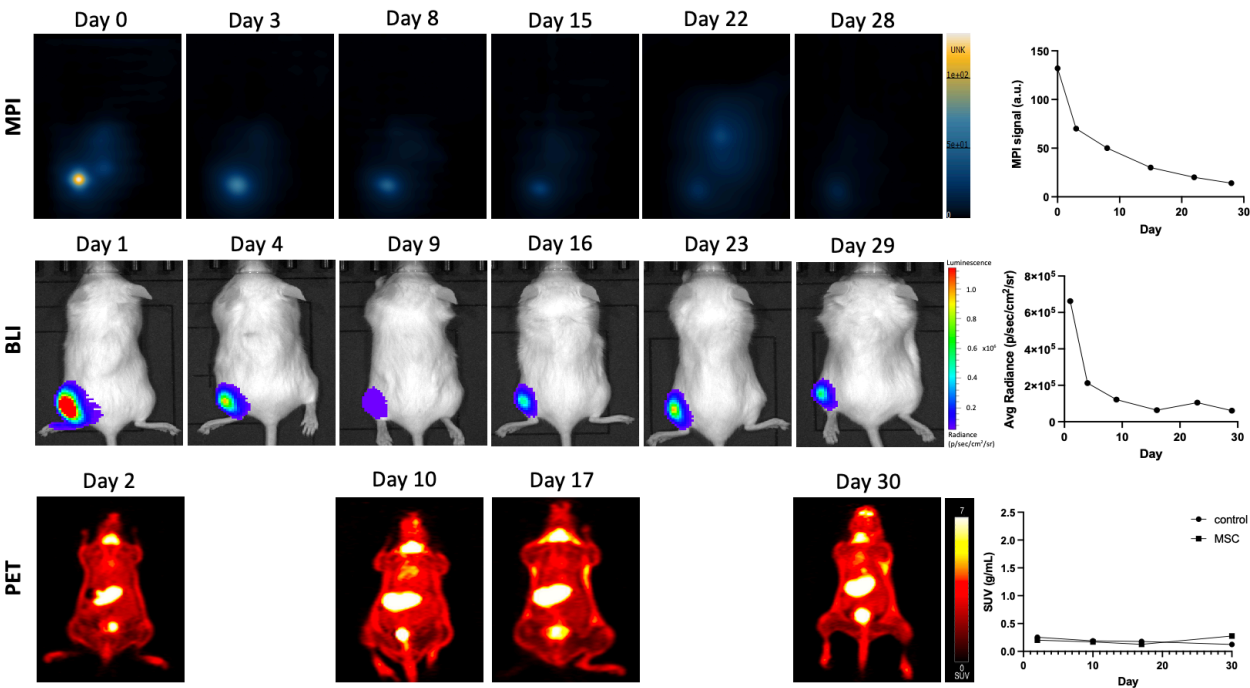 Day 0 Day 3 Day 8 Day 15 Day 22 Day 28
MPI
UNK
1e+02
5e+01
0
150
100
50
0
MPI signal (a.u.)
0 10 20 30
Day
Day 1 Day 4 Day 9 Day 16 Day 23 Day 29
BLI
Luminescence
1.0
0.8
0.6 x10⁶
0.4
0.2
Radiance
(p/sec/cm²/sr)
8×10⁵
6×10⁵
4×10⁵
2×10⁵
0
Avg Radiance (p/sec/cm²/sr)
0 10 20 30
Day
Day 2 Day 10 Day 17 Day 30
PET
7
0
SUV
2.5
2.0
1.5
1.0
0.5
0.0
SUV (g/mL)
control
MSC
0 10 20 30
Day